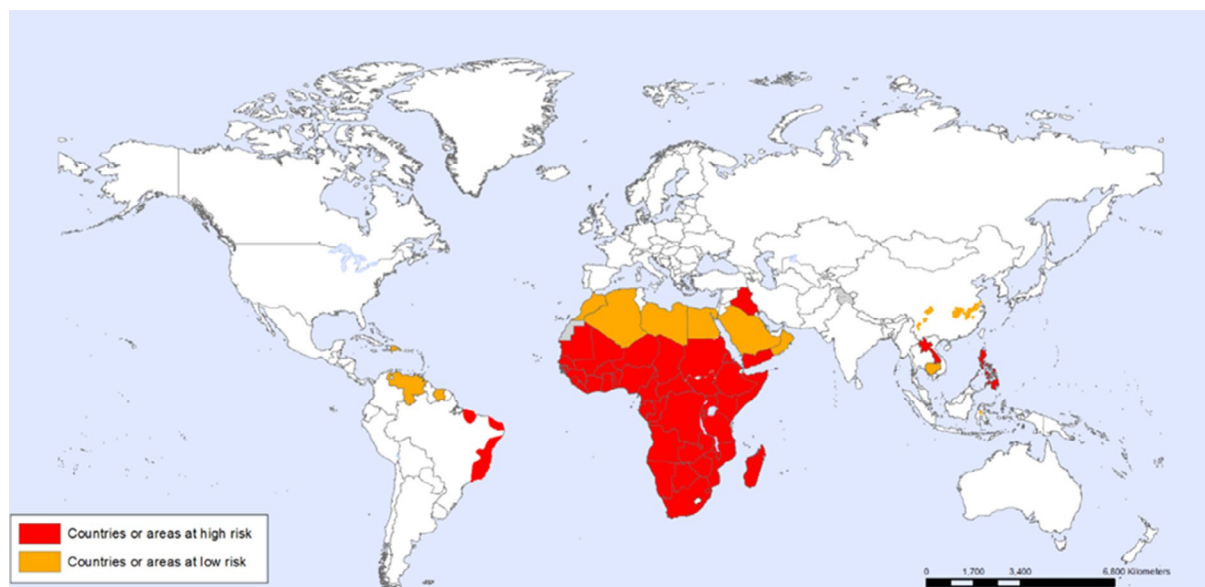 Countries or areas at high risk
Countries or areas at low risk
0 1,700 3,400 6,800 Kilometers